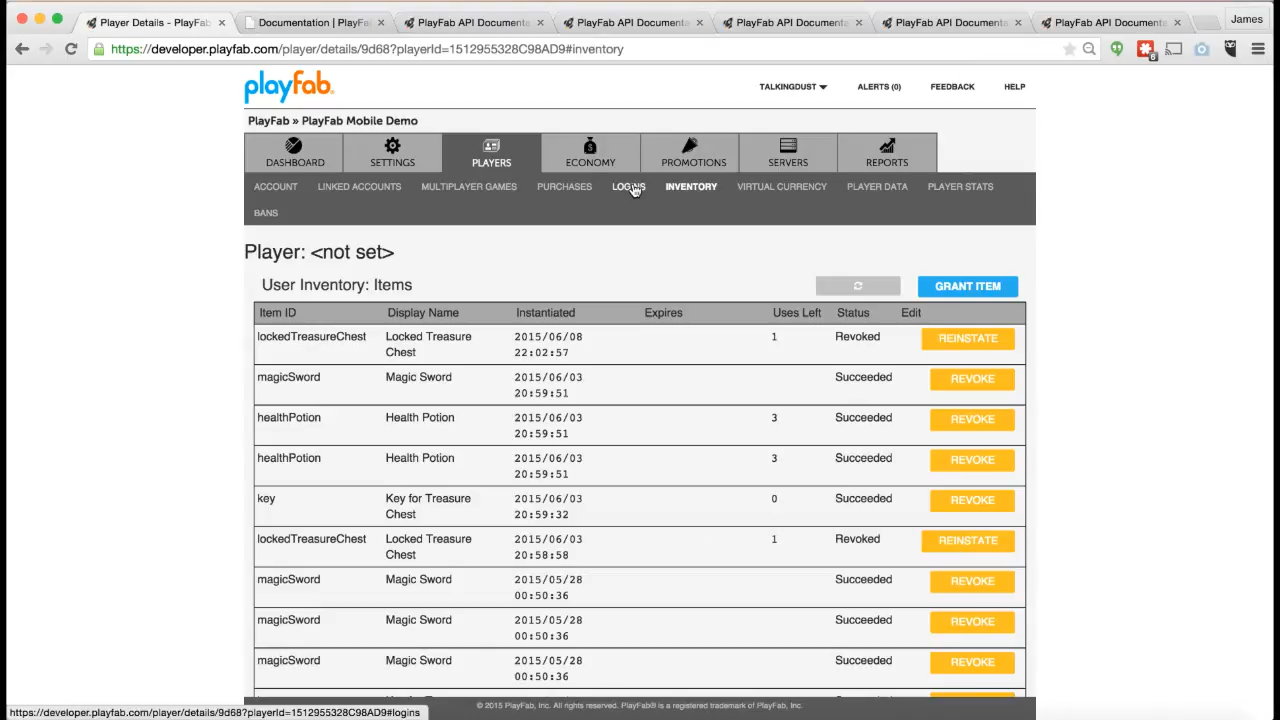 Player Details - PlayFab
Documentation | PlayFa
PlayFab API Documenta
PlayFab API Documenta
PlayFab API Documenta
PlayFab API Documenta
PlayFab API Documenta
James
https://developer.playfab.com/player/details/9d68?playerId=1512955328C98AD9#inventory
6
playfab
TALKINGDUST ALERTS (0) FEEDBACK HELP
PlayFab » PlayFab Mobile Demo
DASHBOARD SETTINGS PLAYERS ECONOMY PROMOTIONS SERVERS REPORTS
ACCOUNT LINKED ACCOUNTS MULTIPLAYER GAMES PURCHASES LOGINS INVENTORY VIRTUAL CURRENCY PLAYER DATA PLAYER STATS
BANS
Player: <not set>
User Inventory: Items
GRANT ITEM
Item ID Display Name Instantiated Expires Uses Left Status Edit
lockedTreasureChest Locked Treasure 2015/06/08 1 Revoked REINSTATE
Chest 22:02:57
magicSword Magic Sword 2015/06/03 Succeeded REVOKE
20:59:51
healthPotion Health Potion 2015/06/03 3 Succeeded REVOKE
20:59:51
healthPotion Health Potion 2015/06/03 3 Succeeded REVOKE
20:59:51
key Key for Treasure 2015/06/03 0 Succeeded REVOKE
Chest 20:59:32
lockedTreasureChest Locked Treasure 2015/06/03 1 Revoked REINSTATE
Chest 20:58:58
magicSword Magic Sword 2015/05/28 Succeeded REVOKE
00:50:36
magicSword Magic Sword 2015/05/28 Succeeded REVOKE
00:50:36
magicSword Magic Sword 2015/05/28 Succeeded REVOKE
00:50:36
© 2015 PlayFab, Inc. All rights reserved. PlayFab® is a registered trademark of PlayFab, Inc
https://developer.playfab.com/player/details/9d68?playerId=1512955328C98AD9#logins